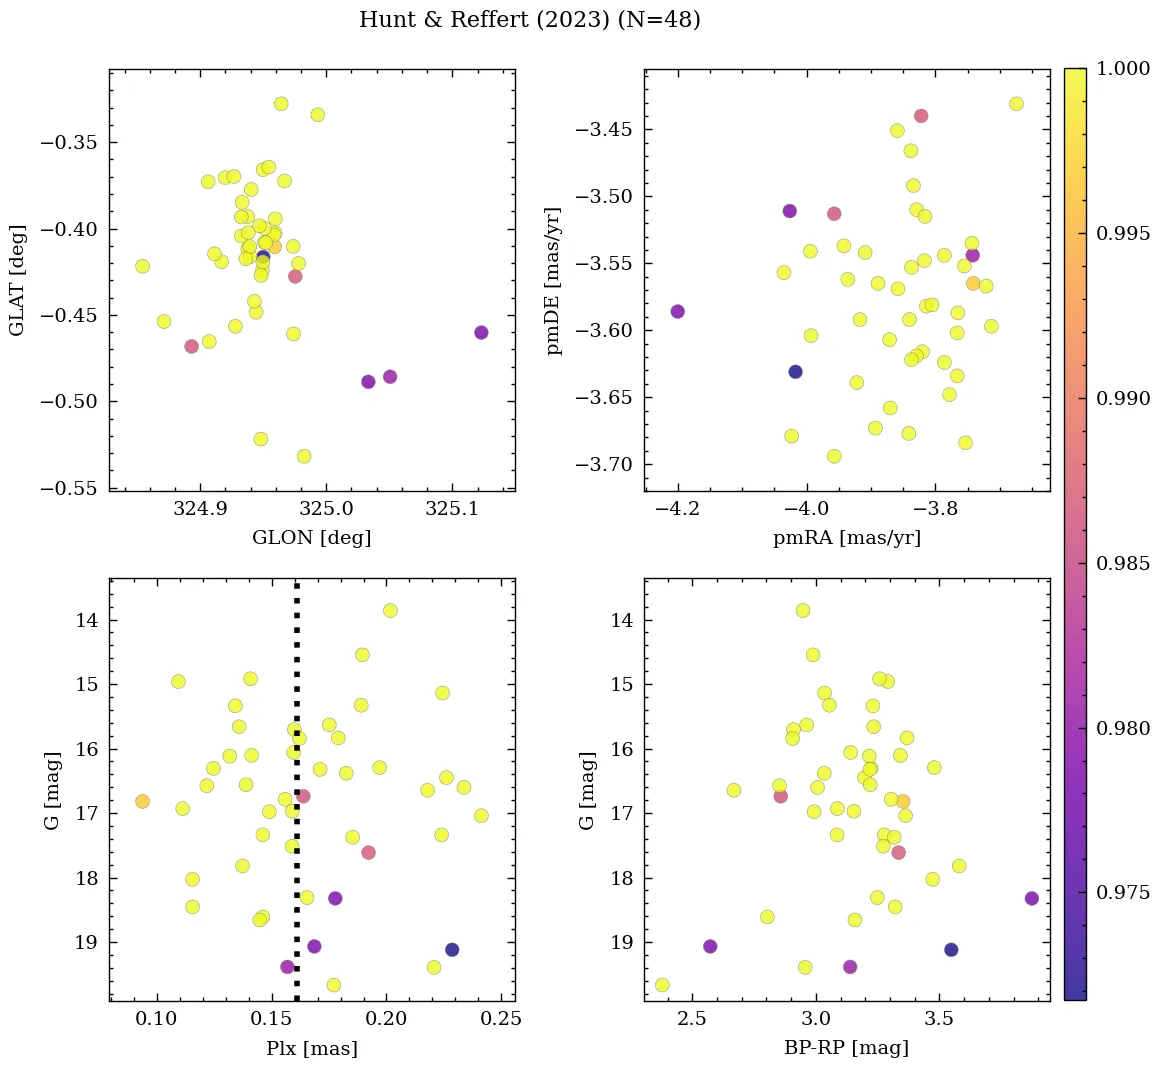 Hunt & Reffert (2023) (N=48)
−0.35
−0.40
−0.45
−0.50
−0.55
GLAT [deg]
324.9 325.0 325.1
GLON [deg]
−3.45
−3.50
−3.55
−3.60
−3.65
−3.70
pmDE [mas/yr]
−4.2 −4.0 −3.8
pmRA [mas/yr]
1.000
0.995
0.990
0.985
0.980
0.975
14
15
16
17
18
19
G [mag]
0.10 0.15 0.20 0.25
Plx [mas]
14
15
16
17
18
19
G [mag]
2.5 3.0 3.5
BP-RP [mag]